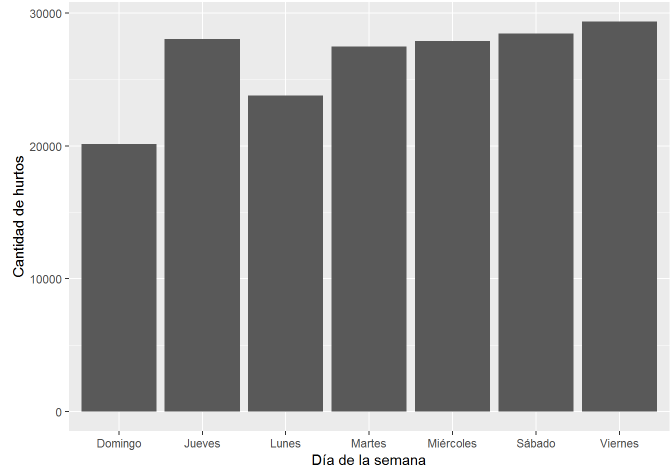 Cantidad de hurtos
30000
20000
10000
0
Domingo Jueves Lunes Martes Miércoles Sábado Viernes
Día de la semana